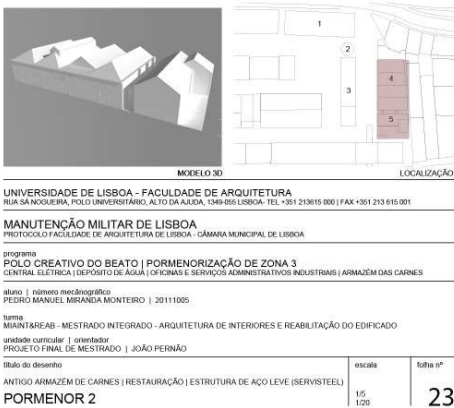 1
2
3
4
5
MODELO 3D
LOCALIZAÇÃO
UNIVERSIDADE DE LISBOA - FACULDADE DE ARQUITETURA
RUA SÁ NOGUEIRA, POLO UNIVERSITÁRIO, ALTO DA AJUDA, 1349-055 LISBOA- TEL +351 213615 000 | FAX +351 213 615 001
MANUTENÇÃO MILITAR DE LISBOA
PROTOCOLO FACULDADE DE ARQUITETURA DE LISBOA - CÂMARA MUNICIPAL DE LISBOA
programa
POLO CREATIVO DO BEATO | PORMENORIZAÇÃO DE ZONA 3
CENTRAL ELÉTRICA | DEPÓSITO DE ÁGUA | OFICINAS E SERVIÇOS ADMINISTRATIVOS INDUSTRIAIS | ARMAZÉM DAS CARNES
aluno | número mecânográfico
PEDRO MANUEL MIRANDA MONTEIRO | 20111005
turma
MIAINT&REAB - MESTRADO INTEGRADO - ARQUITETURA DE INTERIORES E REABILITAÇÃO DO EDIFICADO
unidade curricular | orientador
PROJETO FINAL DE MESTRADO | JOÃO PERNÃO
título do desenho
escala
folha nº
ANTIGO ARMAZÉM DE CARNES | RESTAURAÇÃO | ESTRUTURA DE AÇO LEVE (SERVISTEEL)
PORMENOR 2
1/5
1/20
23